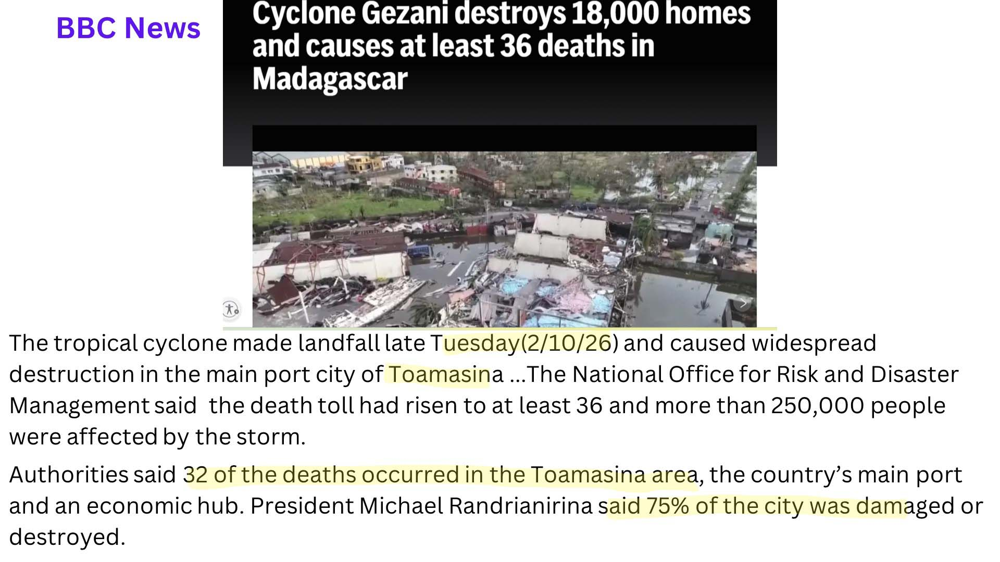 BBC News
Cyclone Gezani destroys 18,000 homes
and causes at least 36 deaths in
Madagascar
The tropical cyclone made landfall late Tuesday(2/10/26) and caused widespread
destruction in the main port city of Toamasina ...The National Office for Risk and Disaster
Management said  the death toll had risen to at least 36 and more than 250,000 people
were affected by the storm.
Authorities said 32 of the deaths occurred in the Toamasina area, the country’s main port
and an economic hub. President Michael Randrianirina said 75% of the city was damaged or
destroyed.